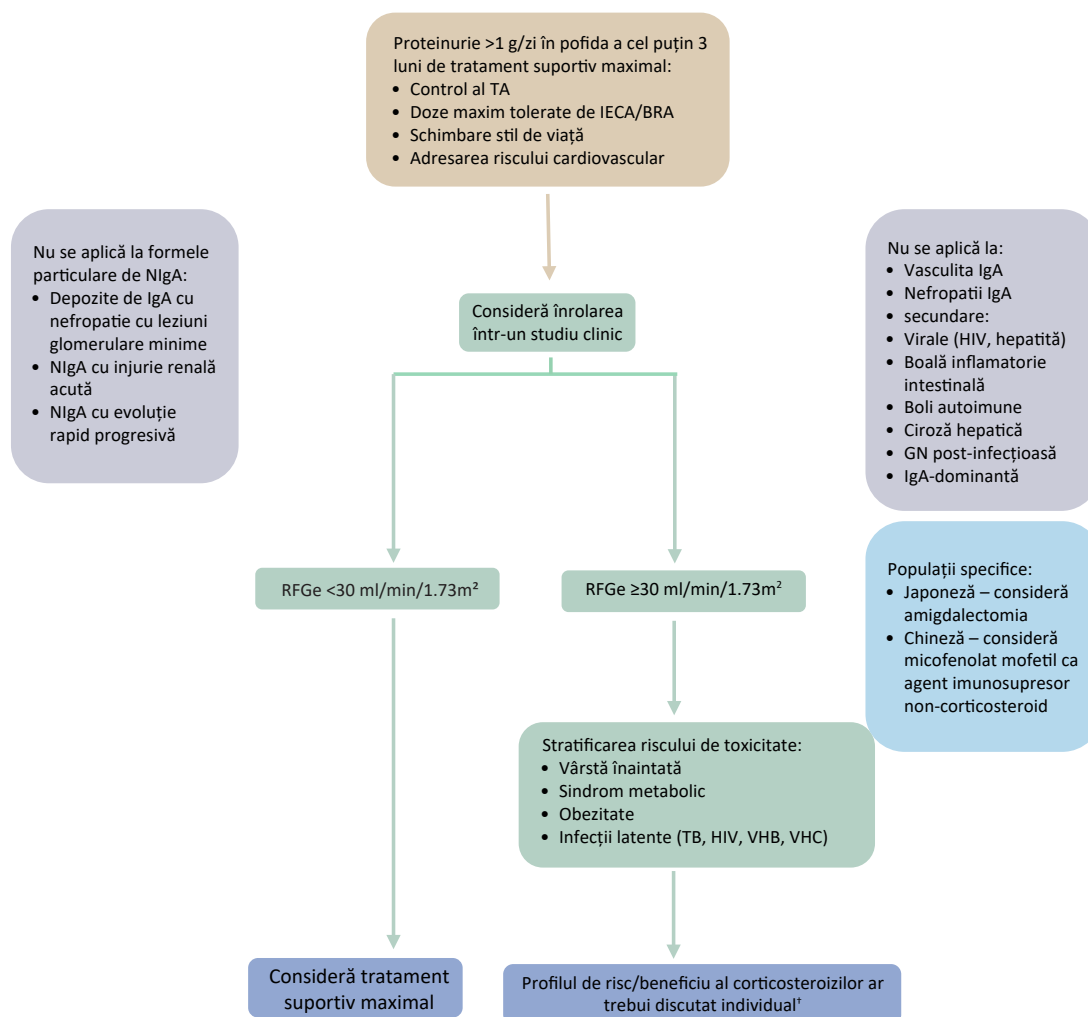 Proteinurie >1 g/zi în pofida a cel puțin 3
luni de tratament suportiv maximal:
• Control al TA
• Doze maxim tolerate de IECA/BRA
• Schimbare stil de viață
• Adresarea riscului cardiovascular
Nu se aplică la formele
particulare de NIgA:
• Depozite de IgA cu
nefropatie cu leziuni
glomerulare minime
• NIgA cu injurie renală
acută
• NIgA cu evoluție
rapid progresivă
Consideră înrolarea
într-un studiu clinic
Nu se aplică la:
• Vasculita IgA
• Nefropatii IgA
• secundare:
• Virale (HIV, hepatită)
• Boală inflamatorie
intestinală
• Boli autoimune
• Ciroză hepatică
• GN post-infecțioasă
• IgA-dominantă
RFGe <30 ml/min/1.73m²
RFGe ≥30 ml/min/1.73m²
Populații specifice:
• Japoneză – consideră
amigdalectomia
• Chineză – consideră
micofenolat mofetil ca
agent imunosupresor
non-corticosteroid
Stratificarea riscului de toxicitate:
• Vârstă înaintată
• Sindrom metabolic
• Obezitate
• Infecții latente (TB, HIV, VHB, VHC)
Consideră tratament
suportiv maximal
Profilul de risc/beneficiu al corticosteroizilor ar
trebui discutat individual†